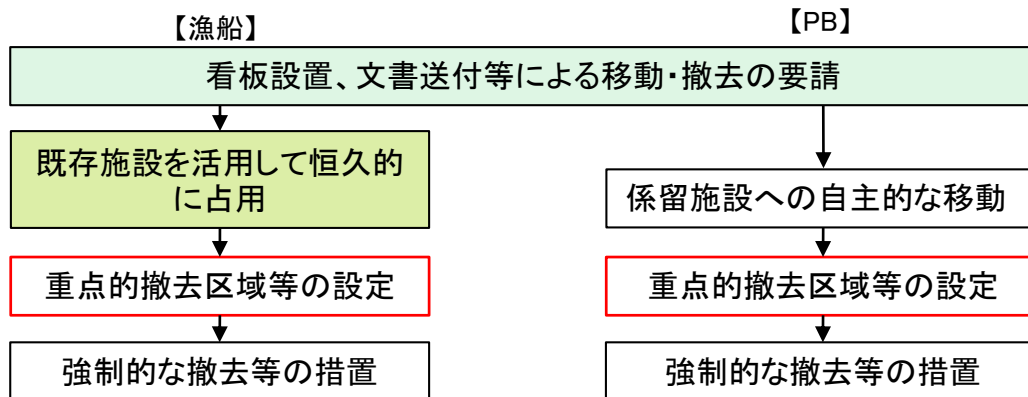 【漁船】
【PB】
看板設置、文書送付等による移動・撤去の要請
既存施設を活用して恒久的
に占用
係留施設への自主的な移動
重点的撤去区域等の設定
重点的撤去区域等の設定
強制的な撤去等の措置
強制的な撤去等の措置